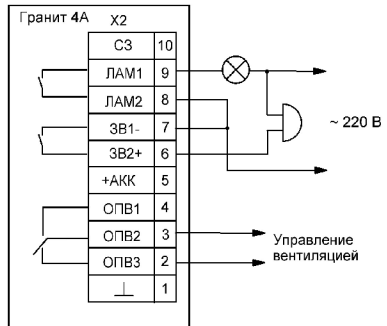 Гранит 4А X2
СЗ 10
ЛАМ1 9
ЛАМ2 8
ЗВ1- 7
ЗВ2+ 6
+АКК 5
ОПВ1 4
ОПВ2 3
ОПВ3 2
1
~ 220 В
Управление
вентиляцией